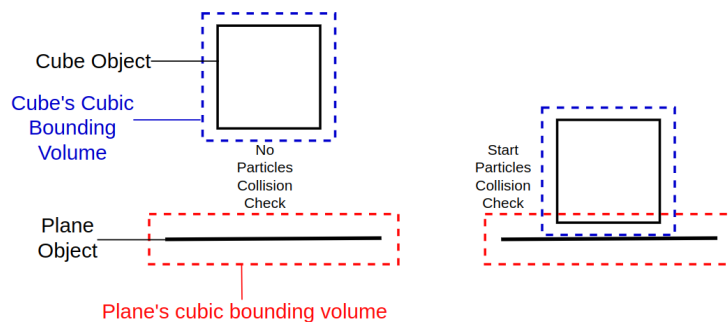 Cube Object
Cube's Cubic
Bounding
Volume
No
Particles
Collision
Check
Start
Particles
Collision
Check
Plane
Object
Plane's cubic bounding volume